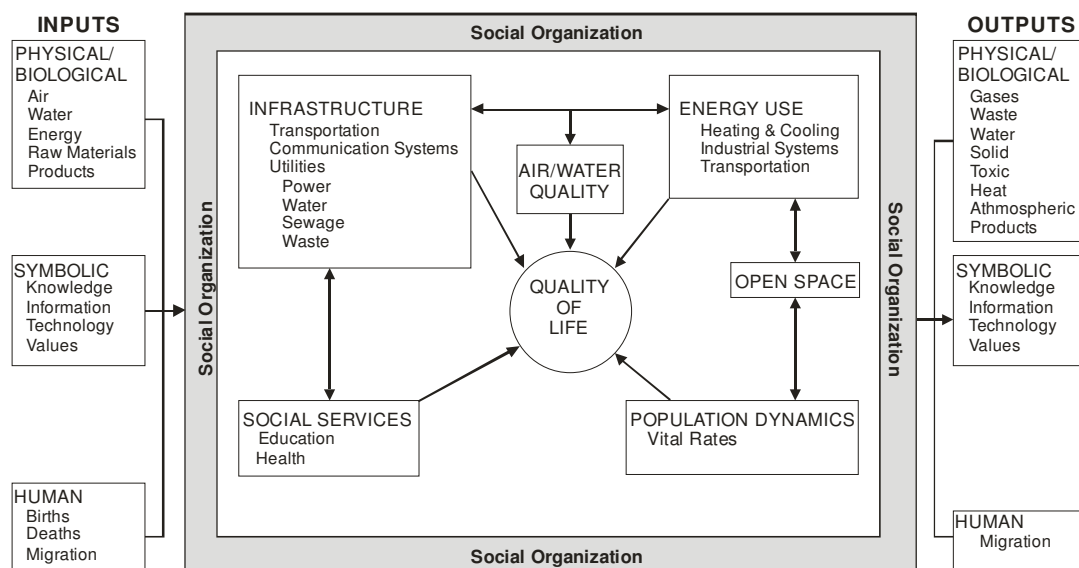 INPUTS
PHYSICAL/
BIOLOGICAL
Air
Water
Energy
Raw Materials
Products
SYMBOLIC
Knowledge
Information
Technology
Values
HUMAN
Births
Deaths
Migration
Social Organization
Social Organization
INFRASTRUCTURE
Transportation
Communication Systems
Utilities
Power
Water
Sewage
Waste
AIR/WATER
QUALITY
ENERGY USE
Heating & Cooling
Industrial Systems
Transportation
QUALITY
OF
LIFE
OPEN SPACE
SOCIAL SERVICES
Education
Health
POPULATION DYNAMICS
Vital Rates
Social Organization
Social Organization
OUTPUTS
PHYSICAL/
BIOLOGICAL
Gases
Waste
Water
Solid
Toxic
Heat
Athmospheric
Products
SYMBOLIC
Knowledge
Information
Technology
Values
HUMAN
Migration